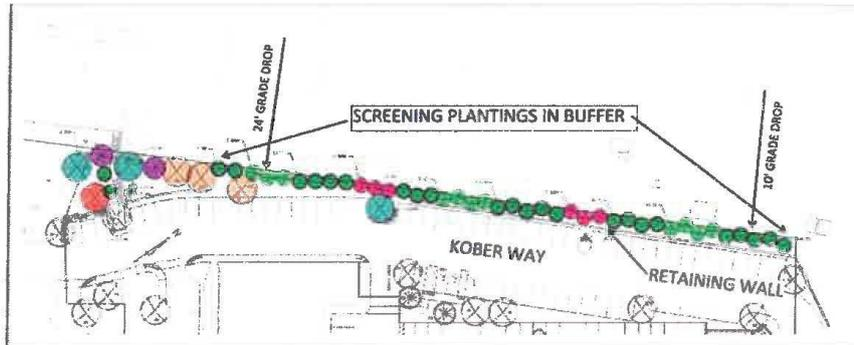 24' GRADE DROP
SCREENING PLANTINGS IN BUFFER
10' GRADE DROP
KOBER WAY
RETAINING WALL